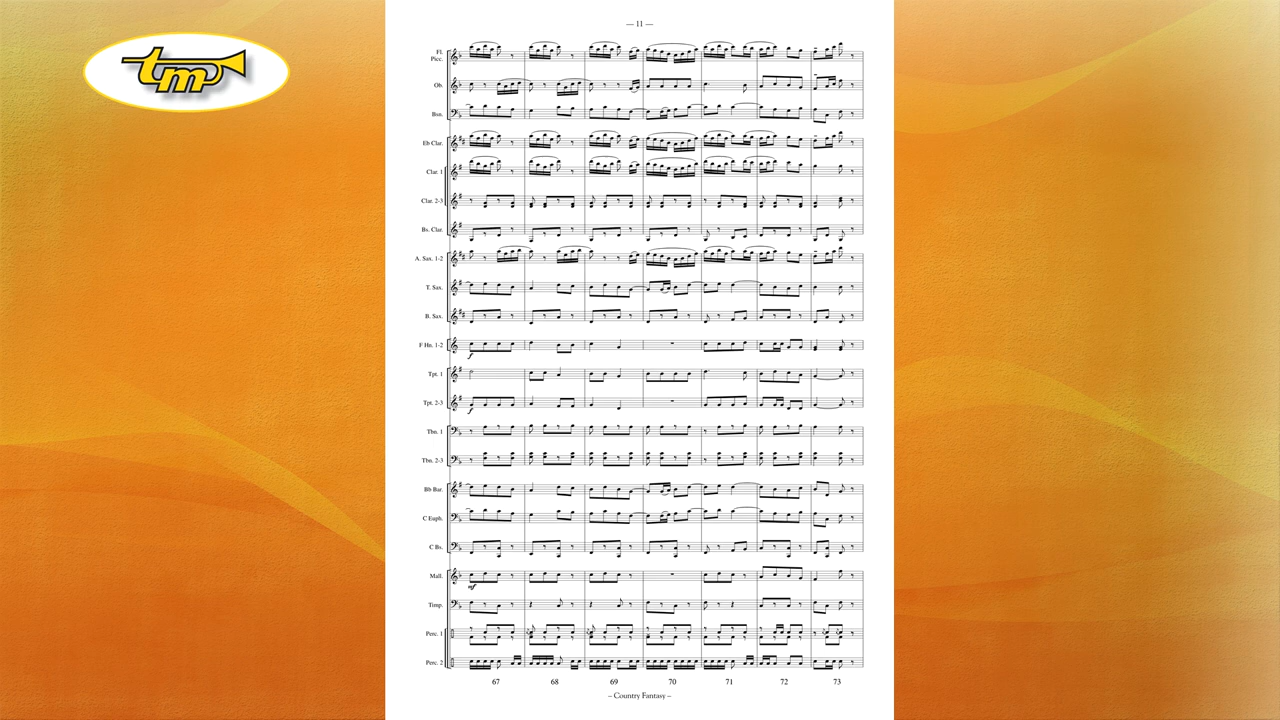 tm
— 11 —
Fl.
Picc.
Ob.
Bsn.
Eb Clar.
Clar. 1
Clar. 2-3
Bs. Clar.
A. Sax. 1-2
T. Sax.
B. Sax.
F Hn. 1-2
f
Tpt. 1
Tpt. 2-3
f
Tbn. 1
Tbn. 2-3
Bb Bar.
C Euph.
C Bs.
Mall.
mf
Timp.
Perc. 1
Perc. 2
67 68 69 70 71 72 73
– Country Fantasy –